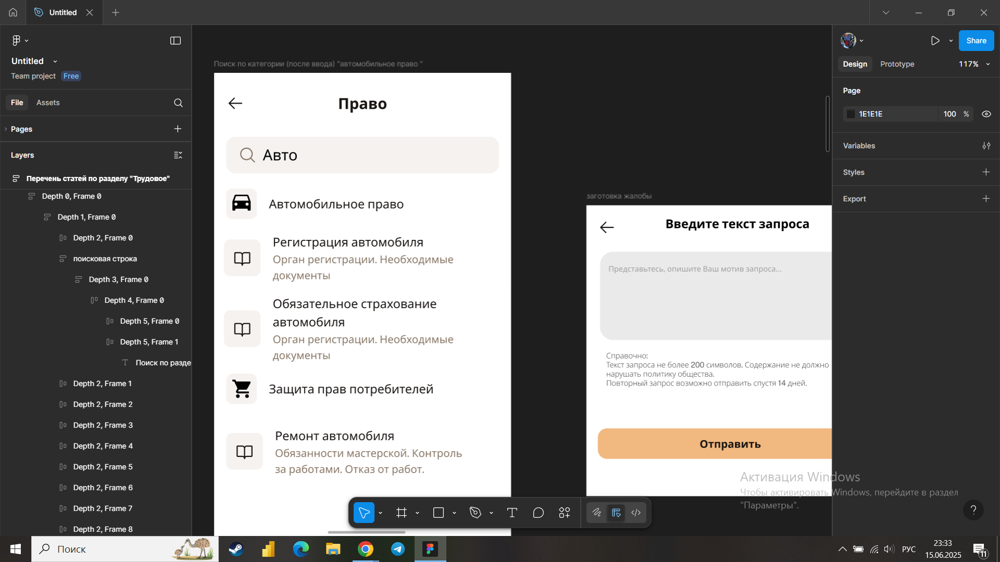 Untitled
Untitled
Team project
Free
File
Assets
Pages
Layers
Перечень статей по разделу "Трудовое"
Depth 0, Frame 0
Depth 1, Frame 0
Depth 2, Frame 0
поисковая строка
Depth 3, Frame 0
Depth 4, Frame 0
Depth 5, Frame 0
Depth 5, Frame 1
Поиск по разде
Depth 2, Frame 1
Depth 2, Frame 2
Depth 2, Frame 3
Depth 2, Frame 4
Depth 2, Frame 5
Depth 2, Frame 6
Depth 2, Frame 7
Depth 2, Frame 8
Поиск по категории (после ввода) "автомобильное право "
Право
Авто
Автомобильное право
Регистрация автомобиля
Орган регистрации. Необходимые
документы
Обязательное страхование
автомобиля
Орган регистрации. Необходимые
документы
Защита прав потребителей
Ремонт автомобиля
Обязанности мастерской. Контроль
за работами. Отказ от работ.
заготовка жалобы
Введите текст запроса
Представьтесь, опишите Ваш мотив запроса...
Справочно:
Текст запроса не более 200 символов. Содержание не должно
нарушать политику общества.
Повторный запрос возможно отправить спустя 14 дней.
Отправить
Share
Design
Prototype
117%
Page
1E1E1E
100
%
Variables
Styles
Export
Активация Windows
Чтобы активировать Windows, перейдите в раздел
"Параметры".
?
Поиск
РУС
23:33
15.06.2025
11